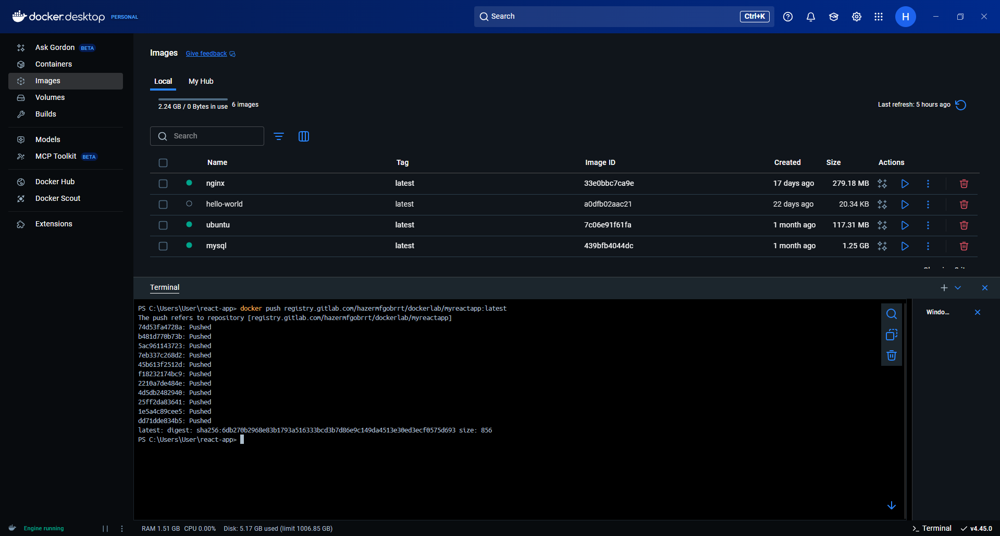 docker.desktop PERSONAL
Search Ctrl+K
H
Ask Gordon BETA
Containers
Images
Volumes
Builds
Models
MCP Toolkit BETA
Docker Hub
Docker Scout
Extensions
Images Give feedback
Local My Hub
2.24 GB / 0 Bytes in use 6 images
Last refresh: 5 hours ago
Search
Name Tag Image ID Created Size Actions
nginx latest 33e0bbc7ca9e 17 days ago 279.18 MB
hello-world latest a0dfb02aac21 22 days ago 20.34 KB
ubuntu latest 7c06e91f61fa 1 month ago 117.31 MB
mysql latest 439bfb4044dc 1 month ago 1.25 GB
Terminal
PS C:\Users\User\react-app> docker push registry.gitlab.com/hazermfgobrrt/dockerlab/myreactapp:latest
The push refers to repository [registry.gitlab.com/hazermfgobrrt/dockerlab/myreactapp]
74d53fa4728a: Pushed
b481d770b73b: Pushed
5ac961143723: Pushed
7eb337c268d2: Pushed
45b613f2512d: Pushed
f18232174bc9: Pushed
2210a7de484e: Pushed
4d5db2482940: Pushed
25ff2da83641: Pushed
1e5a4c89cee5: Pushed
dd71dde834b5: Pushed
latest: digest: sha256:6db270b2968e83b1793a516333bcd3b7d86e9c149da4513e30ed3ecf0575d693 size: 856
PS C:\Users\User\react-app>
Windo...
Engine running
RAM 1.51 GB CPU 0.00% Disk: 5.17 GB used (limit 1006.85 GB)
Terminal v4.45.0